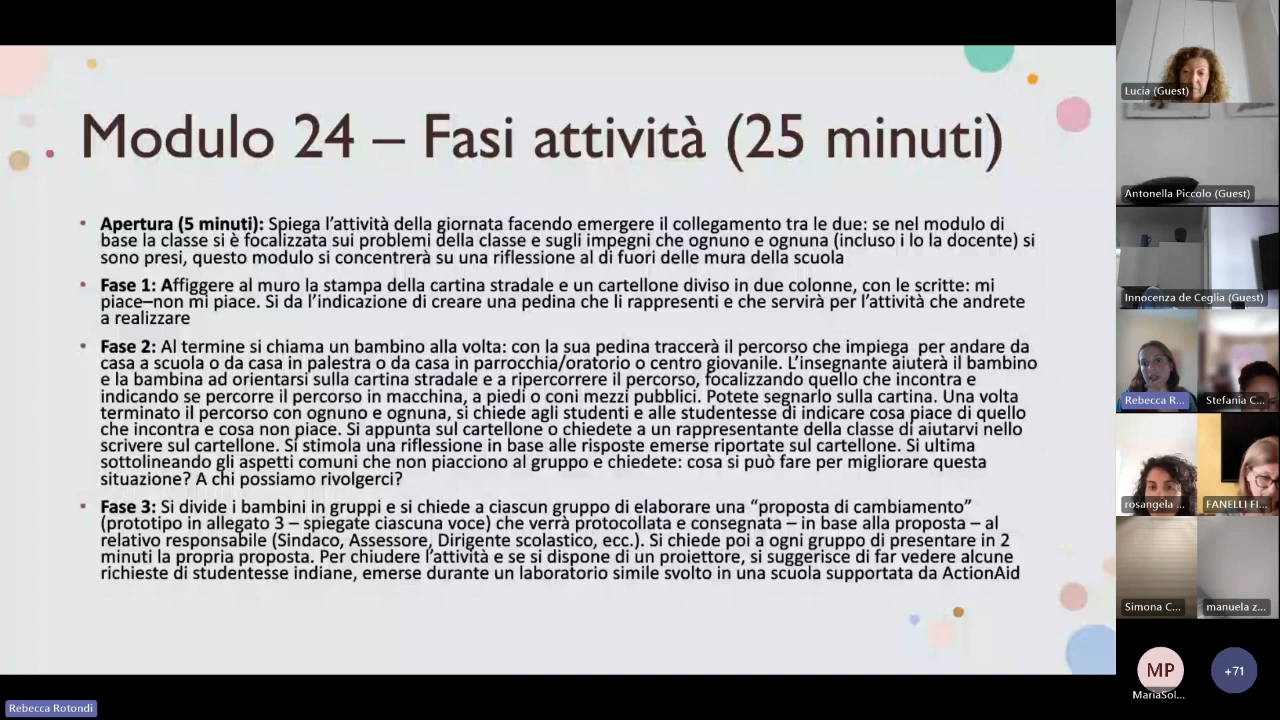 Modulo 24 – Fasi attività (25 minuti)
• Apertura (5 minuti): Spiega l'attività della giornata facendo emergere il collegamento tra le due: se nel modulo di
base la classe si è focalizzata sui problemi della classe e sugli impegni che ognuno e ognuna (incluso i lo la docente) si
sono presi, questo modulo si concentrerà su una riflessione al di fuori delle mura della scuola
• Fase 1: Affiggere al muro la stampa della cartina stradale e un cartellone diviso in due colonne, con le scritte: mi
piace–non mi piace. Si da l'indicazione di creare una pedina che li rappresenti e che servirà per l'attività che andrete
a realizzare
• Fase 2: Al termine si chiama un bambino alla volta: con la sua pedina traccerà il percorso che impiega per andare da
casa a scuola o da casa in palestra o da casa in parrocchia/oratorio o centro giovanile. L'insegnante aiuterà il bambino
e la bambina ad orientarsi sulla cartina stradale e a ripercorrere il percorso, focalizzando quello che incontra e
indicando se percorre il percorso in macchina, a piedi o coni mezzi pubblici. Potete segnarlo sulla cartina. Una volta
terminato il percorso con ognuno e ognuna, si chiede agli studenti e alle studentesse di indicare cosa piace di quello
che incontra e cosa non piace. Si appunta sul cartellone o chiedete a un rappresentante della classe di aiutarvi nello
scrivere sul cartellone. Si stimola una riflessione in base alle risposte emerse riportate sul cartellone. Si ultima
sottolineando gli aspetti comuni che non piacciono al gruppo e chiedete: cosa si può fare per migliorare questa
situazione? A chi possiamo rivolgerci?
• Fase 3: Si divide i bambini in gruppi e si chiede a ciascun gruppo di elaborare una "proposta di cambiamento"
(prototipo in allegato 3 – spiegate ciascuna voce) che verrà protocollata e consegnata – in base alla proposta – al
relativo responsabile (Sindaco, Assessore, Dirigente scolastico, ecc.). Si chiede poi a ogni gruppo di presentare in 2
minuti la propria proposta. Per chiudere l'attività e se si dispone di un proiettore, si suggerisce di far vedere alcune
richieste di studentesse indiane, emerse durante un laboratorio simile svolto in una scuola supportata da ActionAid
Rebecca Rotondi
Lucia (Guest)
Antonella Piccolo (Guest)
Innocenza de Ceglia (Guest)
Rebecca R...
Stefania C...
rosangela ...
FANELLI FI...
Simona C...
manuela z...
MP
MariaSol...
+71